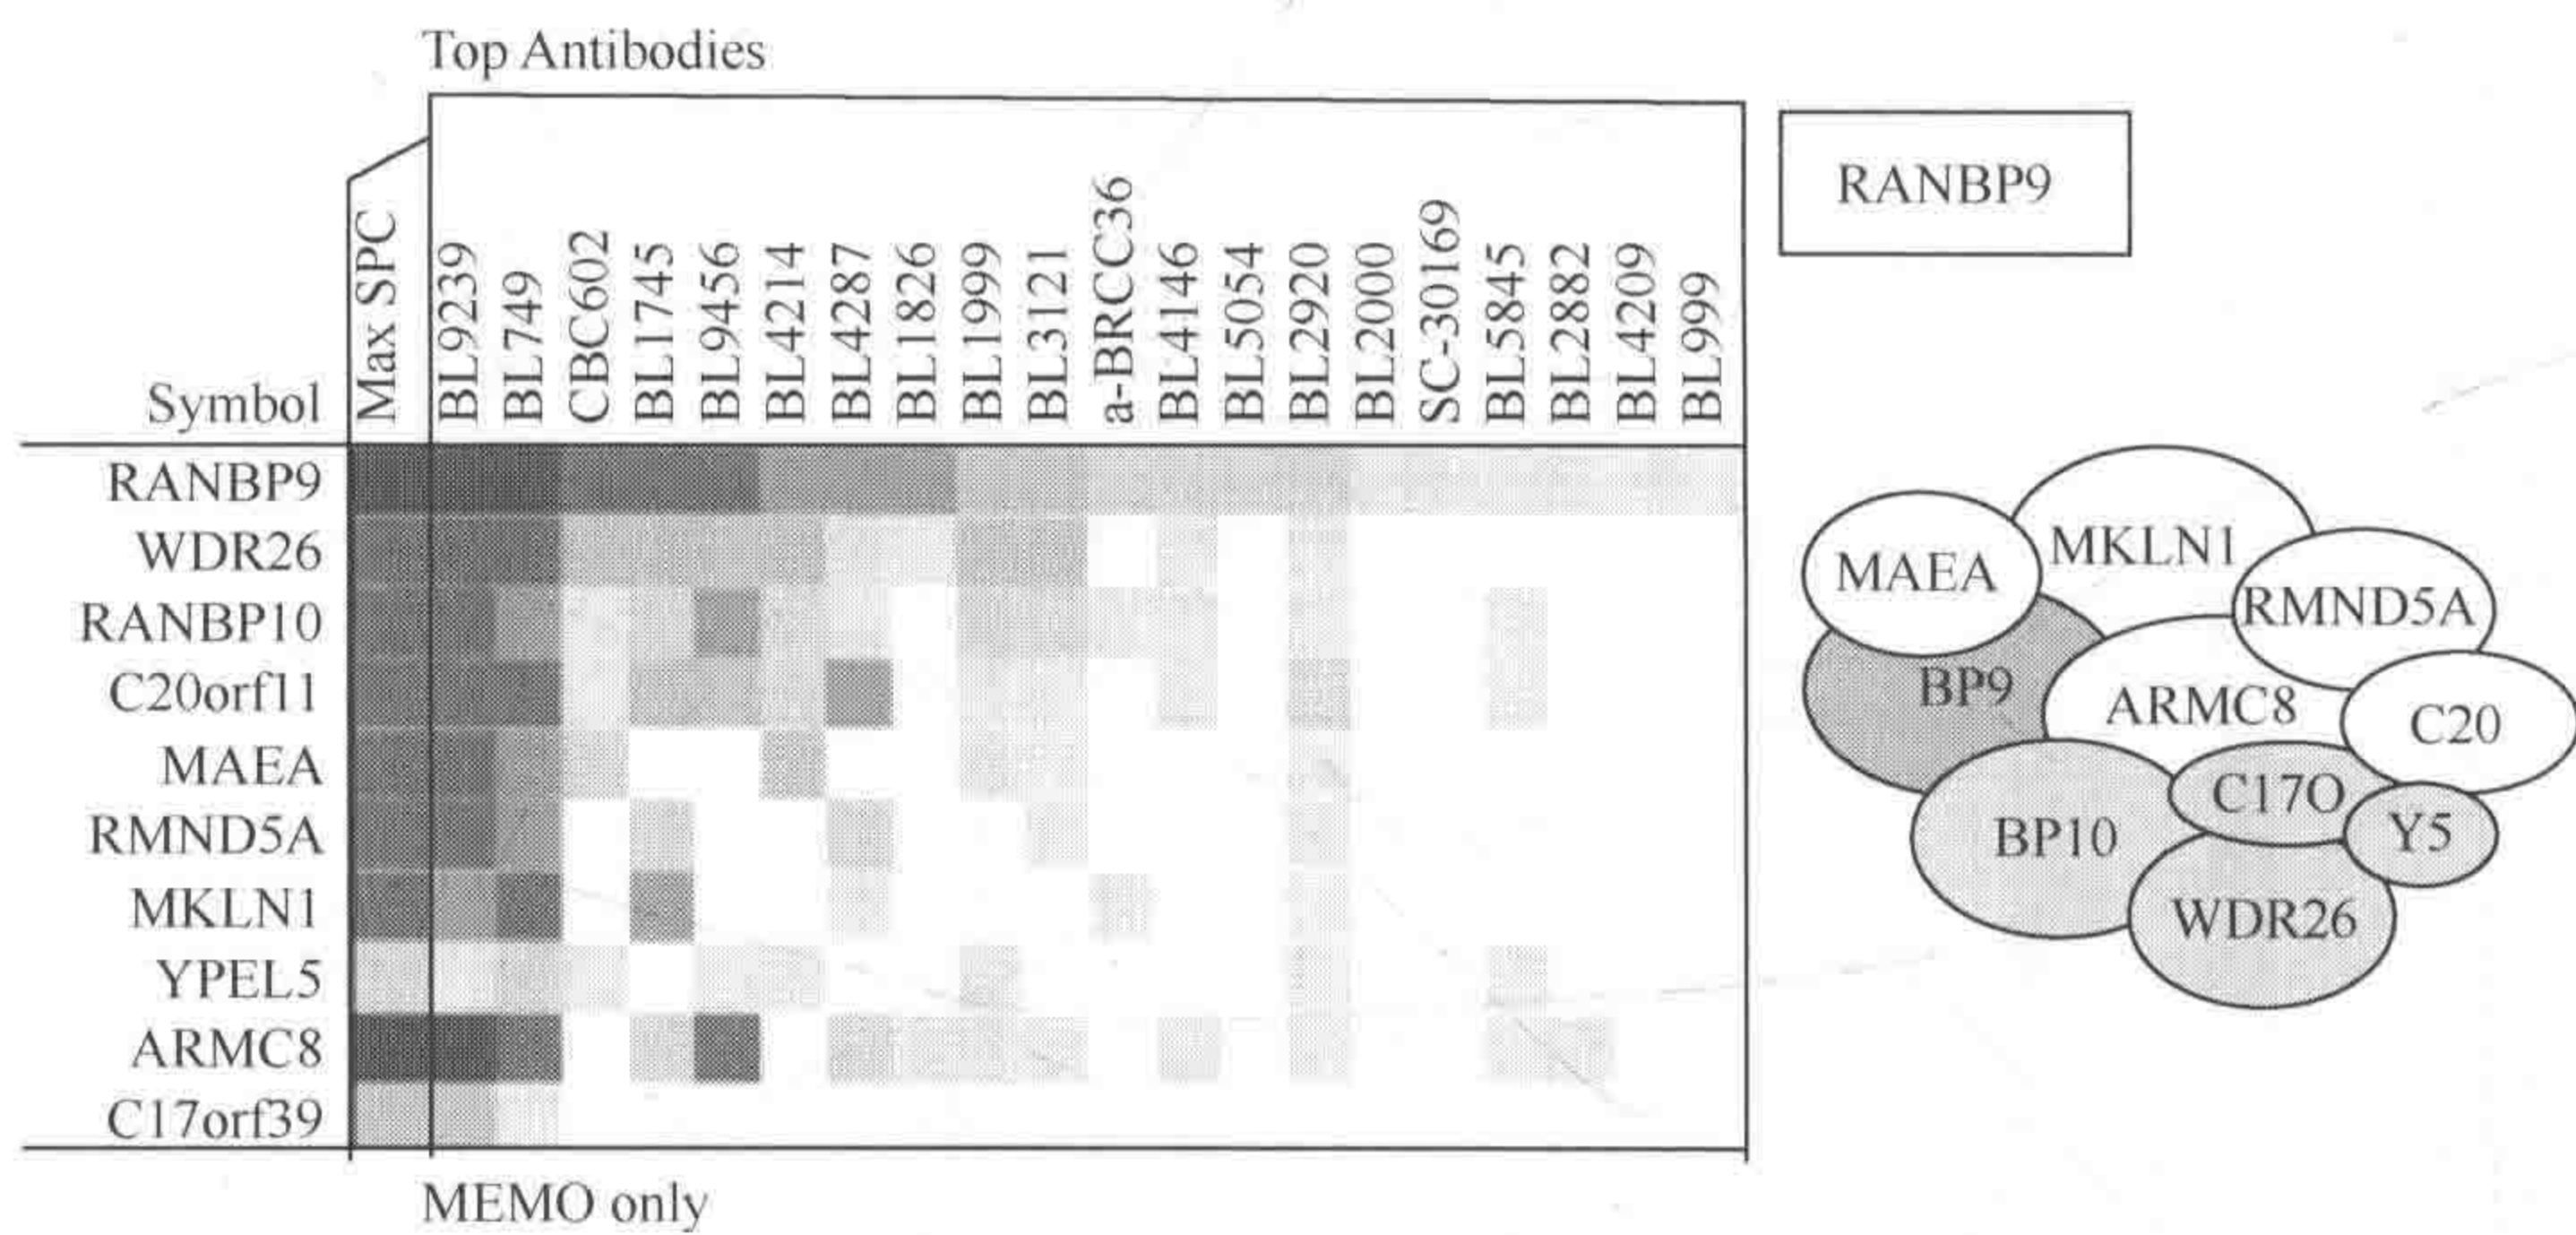 Top Antibodies
RANBP9
Symbol
Max SPC
BL9239
BL749
CBC602
BL1745
BL9456
BL4214
BL4287
BL1826
BL1999
BL3121
a-BRCC36
BL4146
BL5054
BL2920
BL2000
SC-30169
BL5845
BL2882
BL4209
BL999
RANBP9
WDR26
RANBP10
C20orf11
MAEA
RMND5A
MKLN1
YPEL5
ARMC8
C17orf39
MEMO only
MAEA
MKLN1
RMND5A
BP9
ARMC8
C20
C17O
BP10
Y5
WDR26